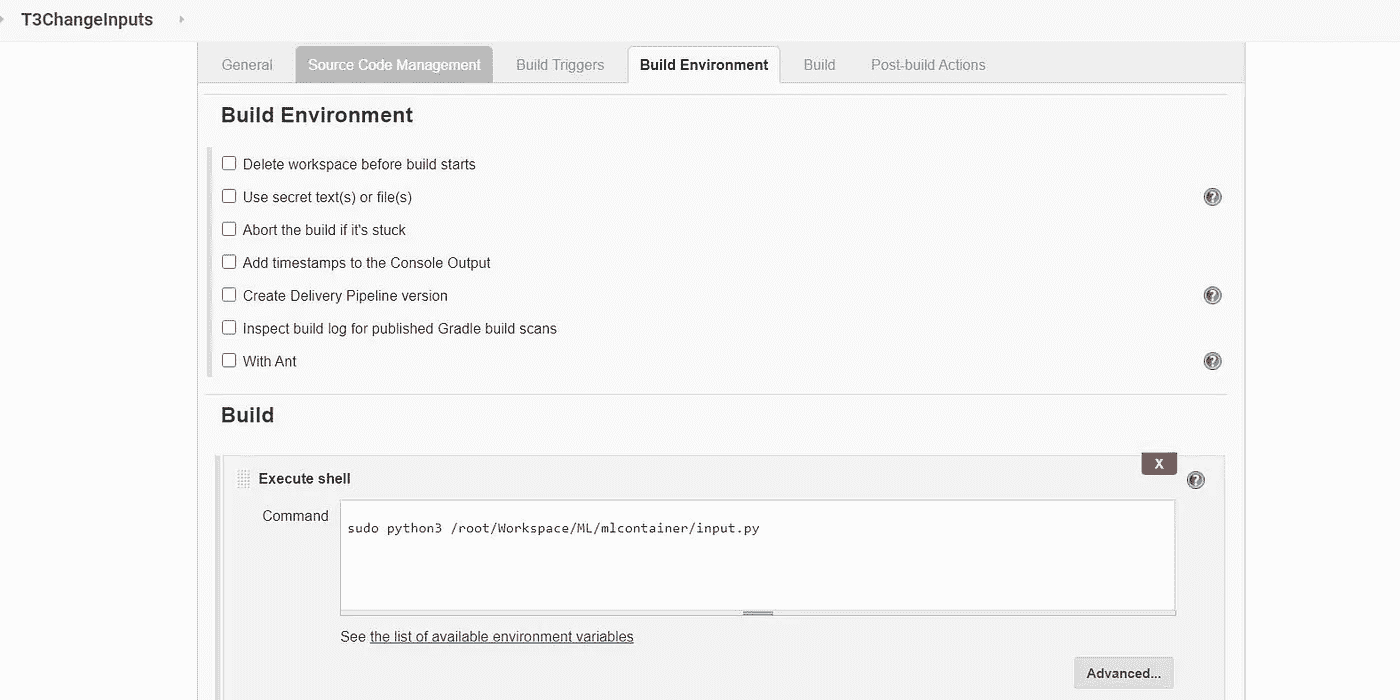 T3ChangeInputs
General
Source Code Management
Build Triggers
Build Environment
Build
Post-build Actions
Build Environment
Delete workspace before build starts
Use secret text(s) or file(s)
?
Abort the build if it's stuck
Add timestamps to the Console Output
Create Delivery Pipeline version
?
Inspect build log for published Gradle build scans
With Ant
?
Build
X
Execute shell
?
Command
sudo python3 /root/Workspace/ML/mlcontainer/input.py
See the list of available environment variables
Advanced...